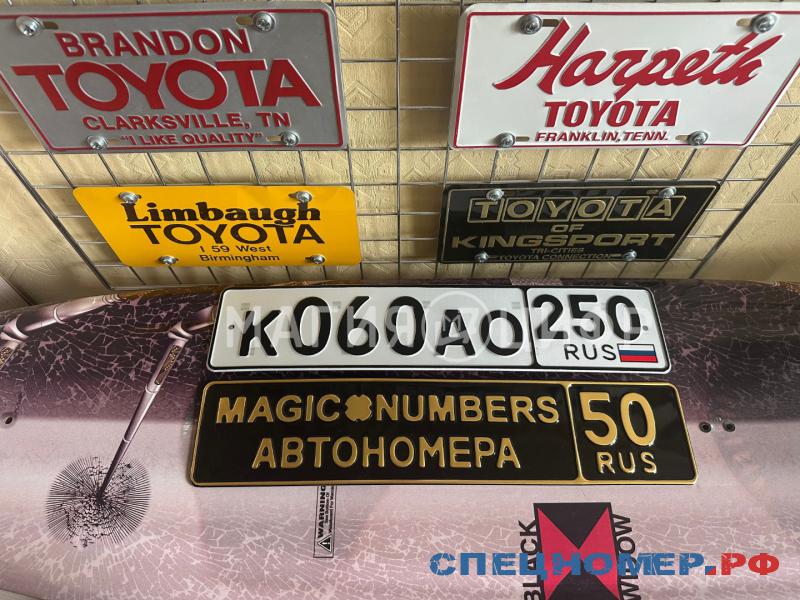 BRANDON
TOYOTA
CLARKSVILLE, TN
"I LIKE QUALITY"
Harpeth
TOYOTA
FRANKLIN, TENN.
Limbaugh
TOYOTA
I 59 West
Birmingham
TOYOTA
OF
KINGSPORT
TRI-CITIES
TOYOTA CONNECTION
К060АО 250
RUS
MAGIC NUMBERS
АВТОНОМЕРА
50
RUS
WARNING
BLACK
WIDOW
СПЕЦНОМЕР.РФ